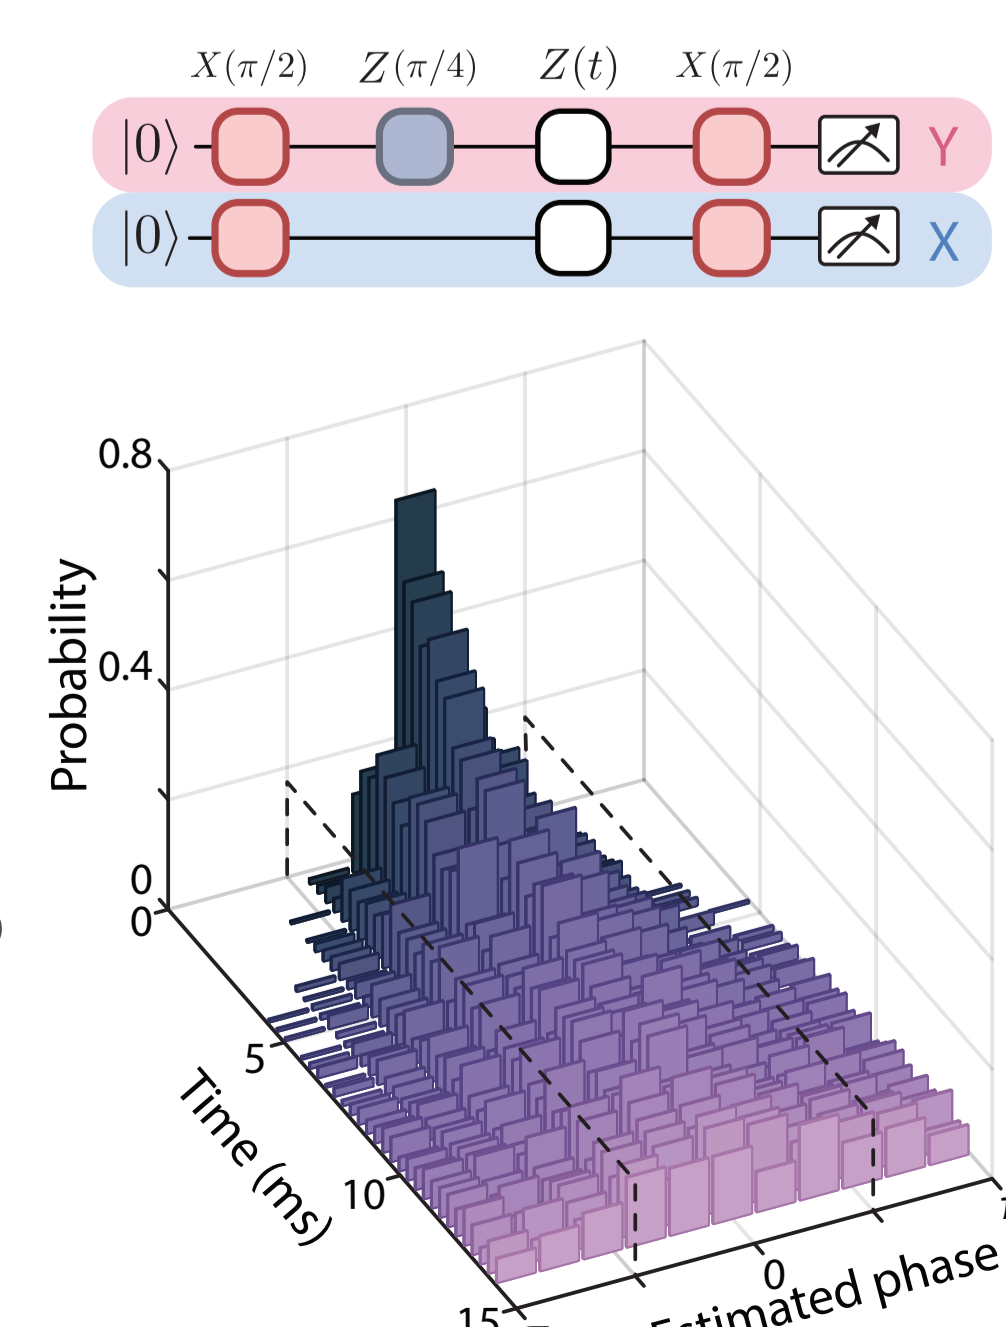 X(π/2) Z(π/4) Z(t) X(π/2)
|0⟩ Y
|0⟩ X
0.8
0.4
0
Probability
0
5
10
15
Time (ms)
0
Estimated phase